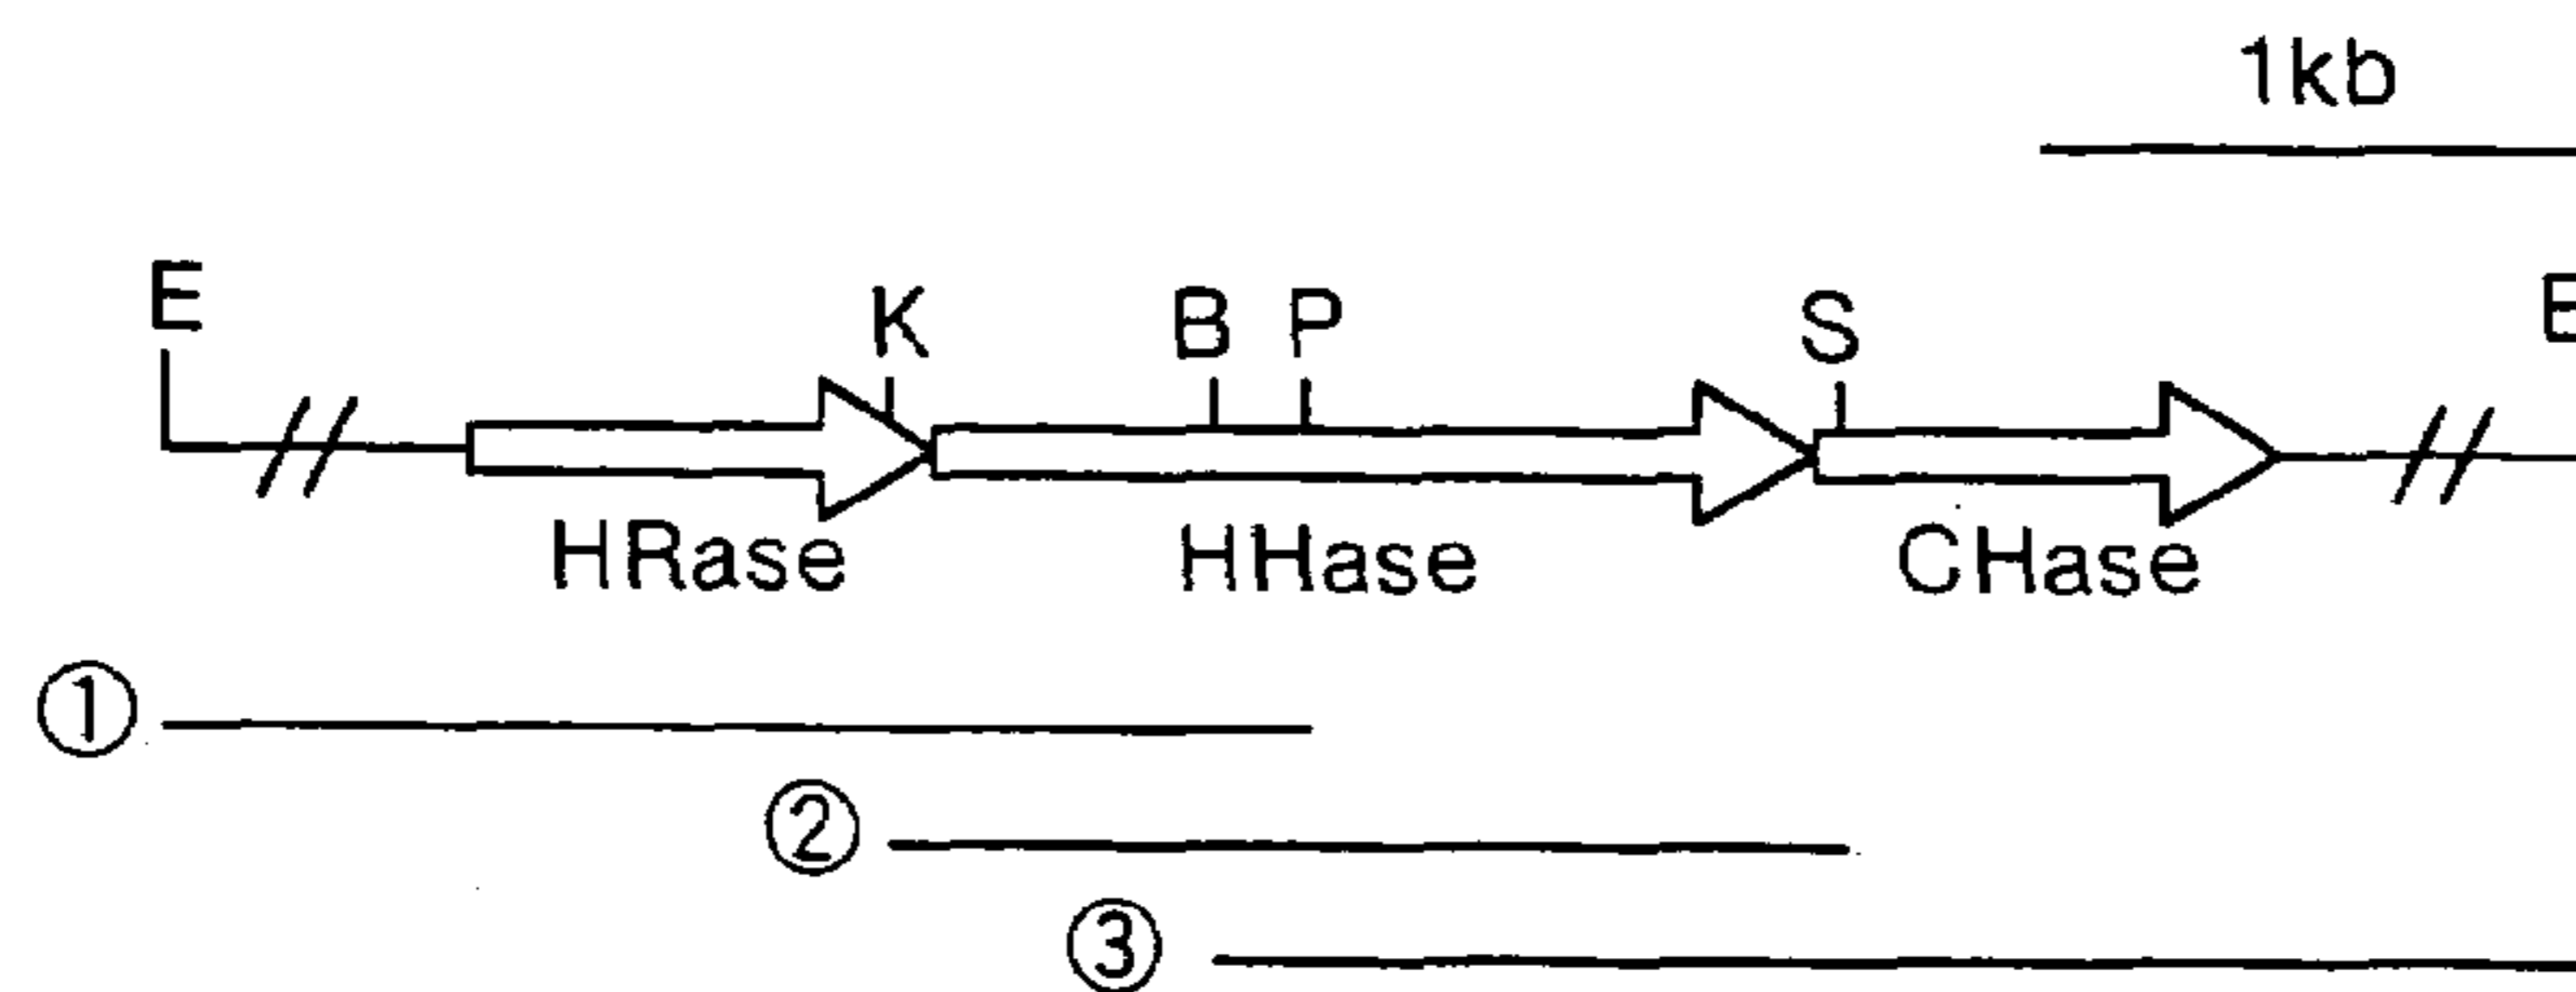 1kb
E K B P S
HRase HHase CHase
①
②
③